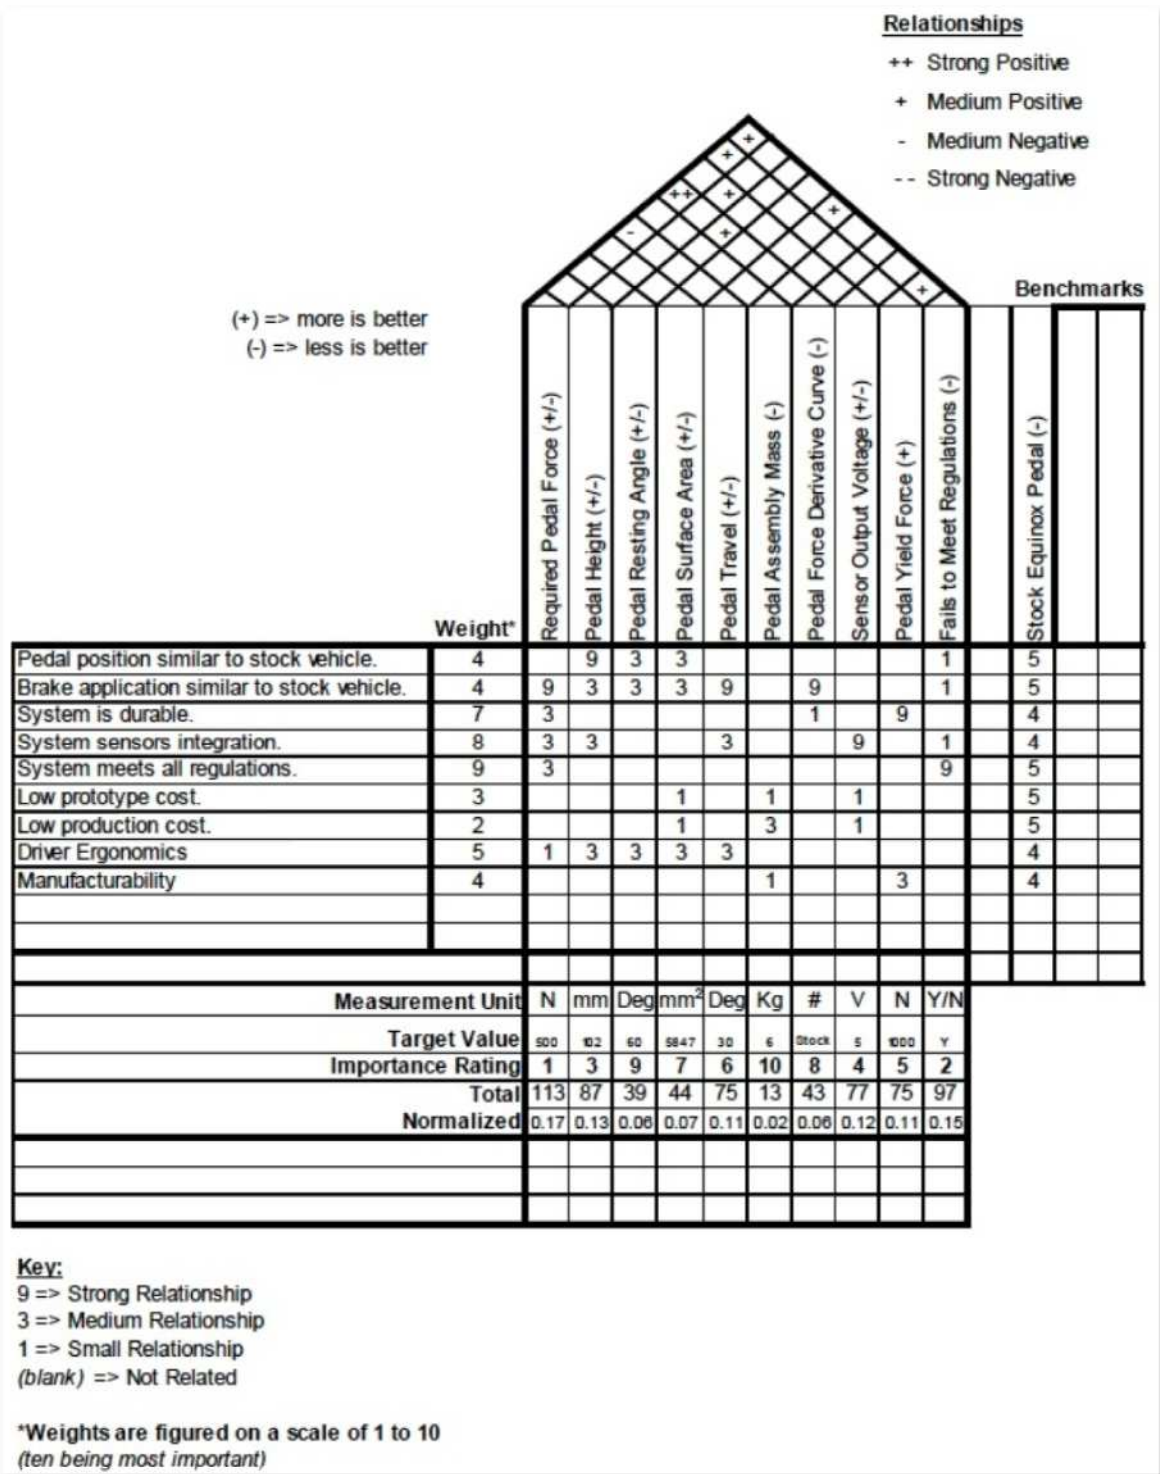 Relationships
++ Strong Positive
+ Medium Positive
- Medium Negative
- - Strong Negative
+
+
++ +
+
- +
+
Benchmarks
(+) => more is better
(-) => less is better
Weight*
Required Pedal Force (+/-)
Pedal Height (+/-)
Pedal Resting Angle (+/-)
Pedal Surface Area (+/-)
Pedal Travel (+/-)
Pedal Assembly Mass (-)
Pedal Force Derivative Curve (-)
Sensor Output Voltage (+/-)
Pedal Yield Force (+)
Fails to Meet Regulations (-)
Stock Equinox Pedal (-)
Pedal position similar to stock vehicle. 4 9 3 3 1 5
Brake application similar to stock vehicle. 4 9 3 3 3 9 9 1 5
System is durable. 7 3 1 9 4
System sensors integration. 8 3 3 3 9 1 4
System meets all regulations. 9 3 9 5
Low prototype cost. 3 1 1 1 5
Low production cost. 2 1 3 1 5
Driver Ergonomics 5 1 3 3 3 3 4
Manufacturability 4 1 3 4
Measurement Unit N mm Deg mm² Deg Kg # V N Y/N
Target Value 500 102 60 5847 30 6 Stock 5 1000 Y
Importance Rating 1 3 9 7 6 10 8 4 5 2
Total 113 87 39 44 75 13 43 77 75 97
Normalized 0.17 0.13 0.06 0.07 0.11 0.02 0.06 0.12 0.11 0.15
Key:
9 => Strong Relationship
3 => Medium Relationship
1 => Small Relationship
(blank) => Not Related
*Weights are figured on a scale of 1 to 10
(ten being most important)